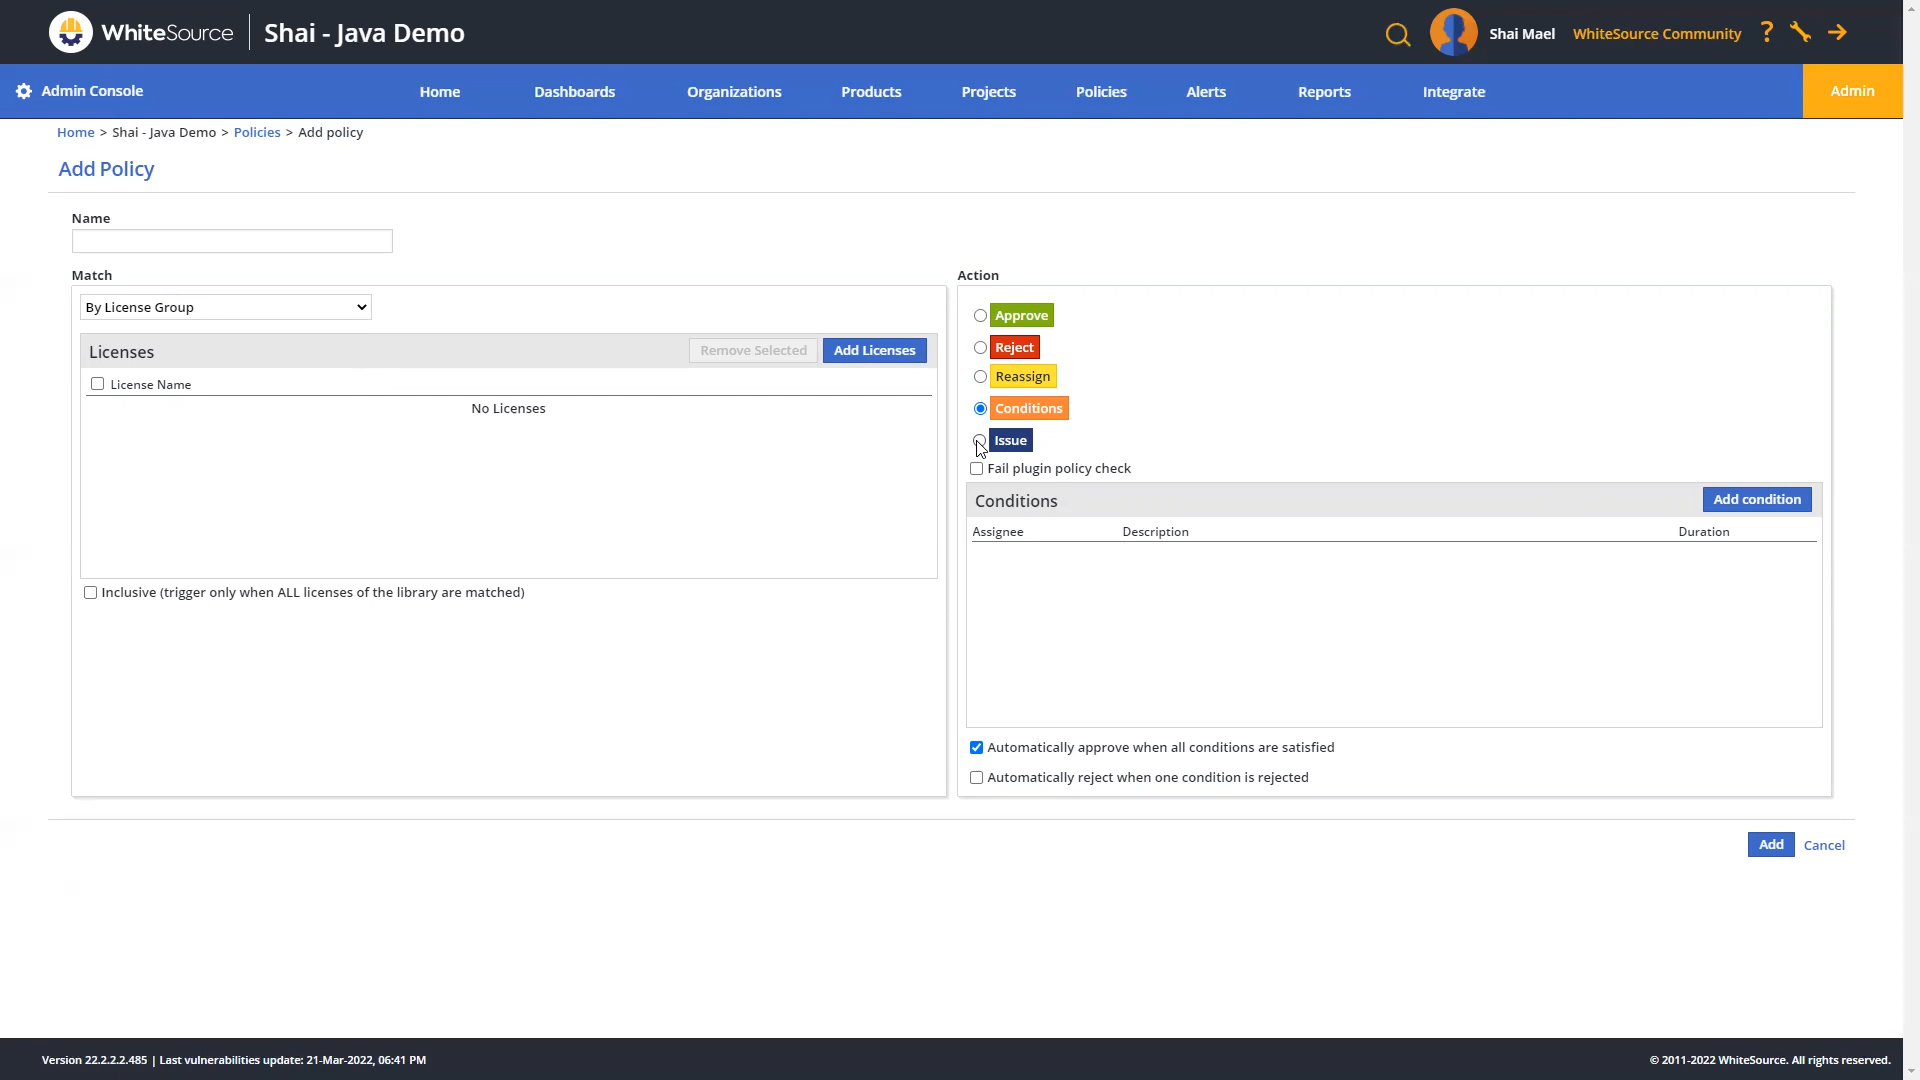 WhiteSource
Shai - Java Demo
Shai Mael
WhiteSource Community
?
Admin Console
Home
Dashboards
Organizations
Products
Projects
Policies
Alerts
Reports
Integrate
Admin
Home > Shai - Java Demo > Policies > Add policy
Add Policy
Name
Match
By License Group
Licenses
Remove Selected
Add Licenses
License Name
No Licenses
Inclusive (trigger only when ALL licenses of the library are matched)
Action
Approve
Reject
Reassign
Conditions
Issue
Fail plugin policy check
Conditions
Add condition
Assignee
Description
Duration
Automatically approve when all conditions are satisfied
Automatically reject when one condition is rejected
Add
Cancel
Version 22.2.2.2.485 | Last vulnerabilities update: 21-Mar-2022, 06:41 PM
© 2011-2022 WhiteSource. All rights reserved.